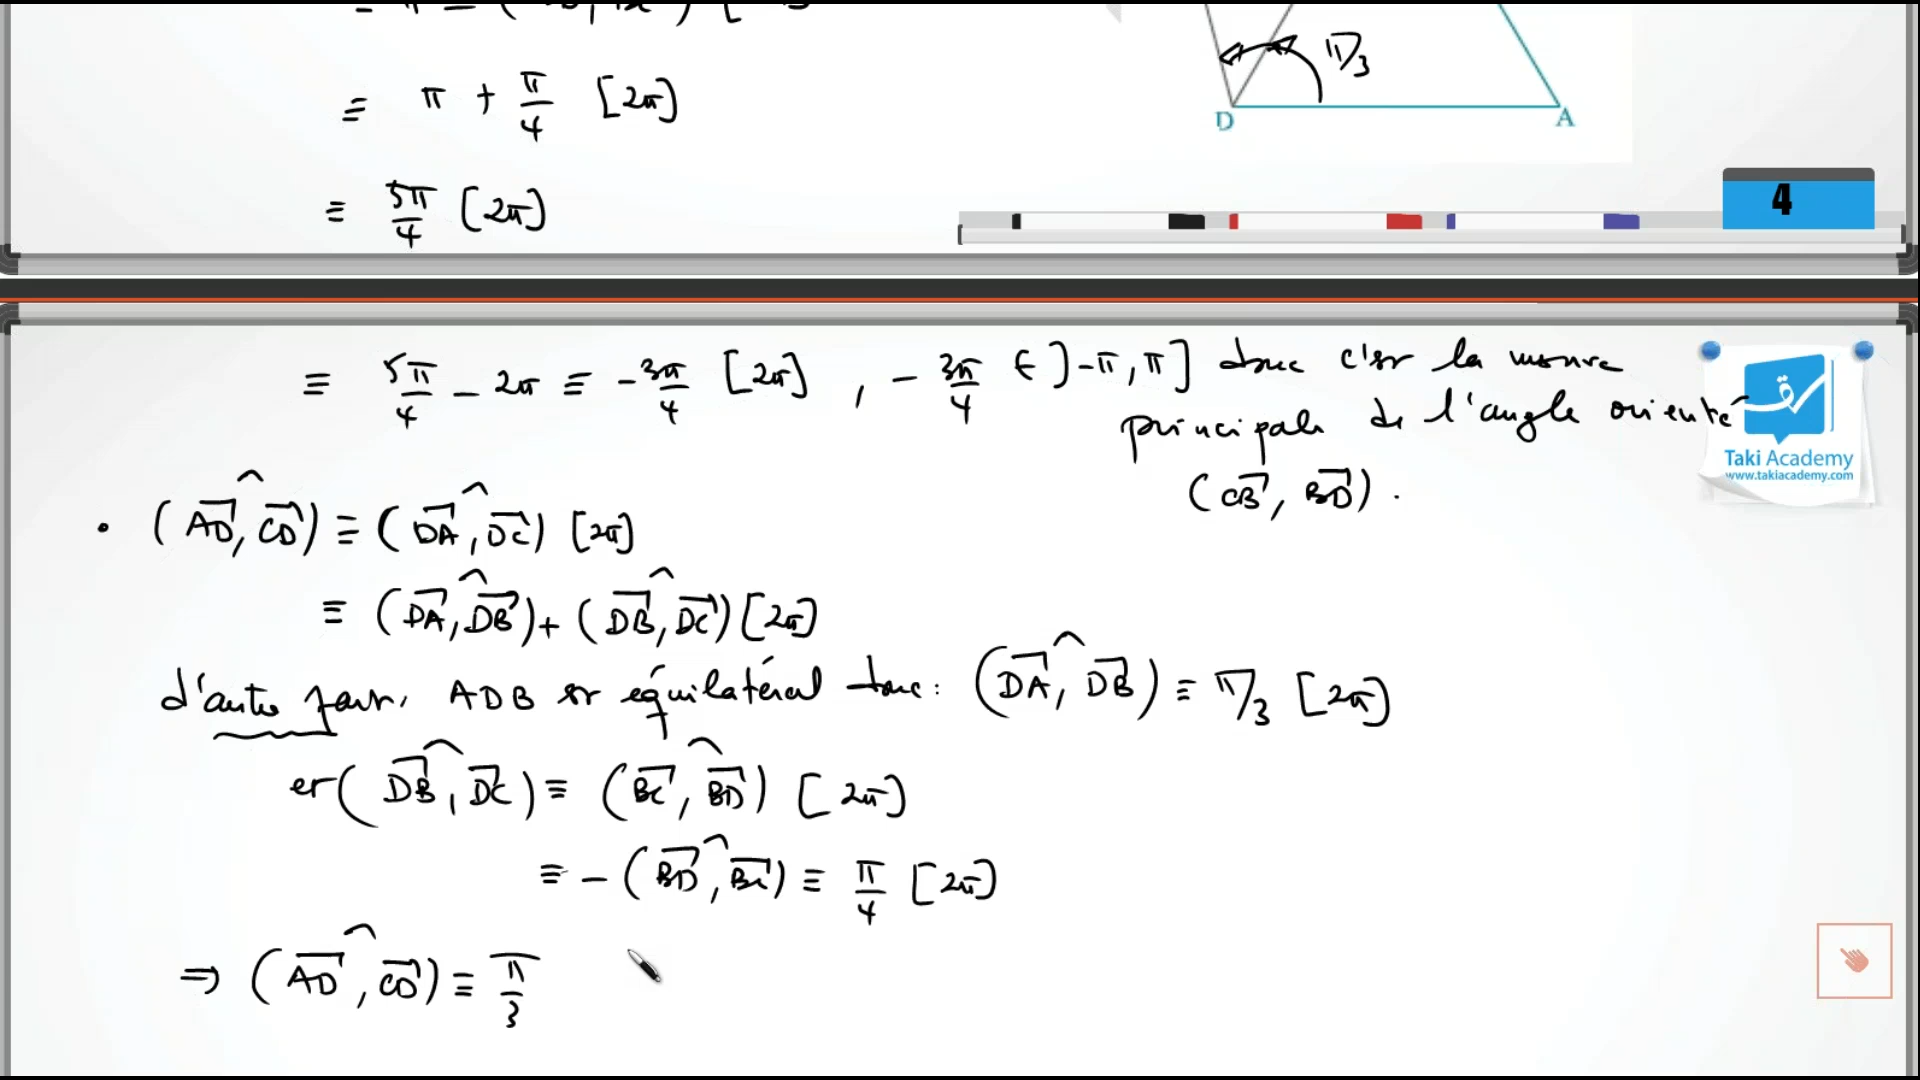 ≡ π + π/4 [2π]
π/3
D A
≡ 5π/4 [2π]
4
≡ 5π/4 - 2π ≡ -3π/4 [2π] , -3π/4 ∈ ]-π, π] donc c'est la mesure
principale de l'angle orienté
(CB, BD).
Taki Academy
www.takiacademy.com
• (AD, CD) ≡ (DA, DC) [2π]
≡ (DA, DB) + (DB, DC) [2π]
d'autre part, ADB est équilatéral donc: (DA, DB) ≡ π/3 [2π]
et (DB, DC) ≡ (BC, BD) [2π]
≡ - (BD, BC) ≡ π/4 [2π]
⇒ (AD, CD) ≡ π/3